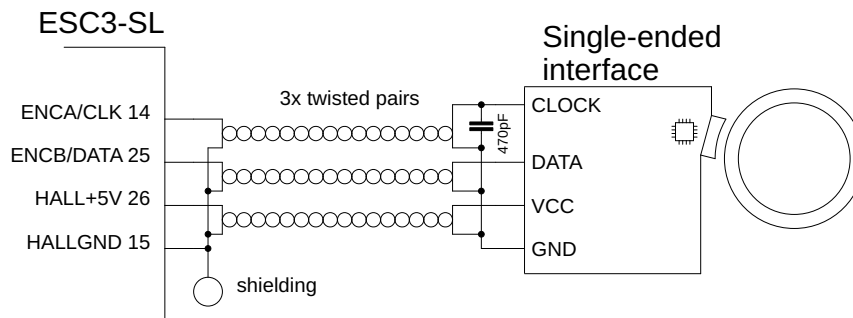 ESC3-SL
Single-ended
interface
3x twisted pairs
ENCA/CLK 14
470pF
CLOCK
ENCB/DATA 25
DATA
HALL+5V 26
VCC
HALLGND 15
GND
shielding